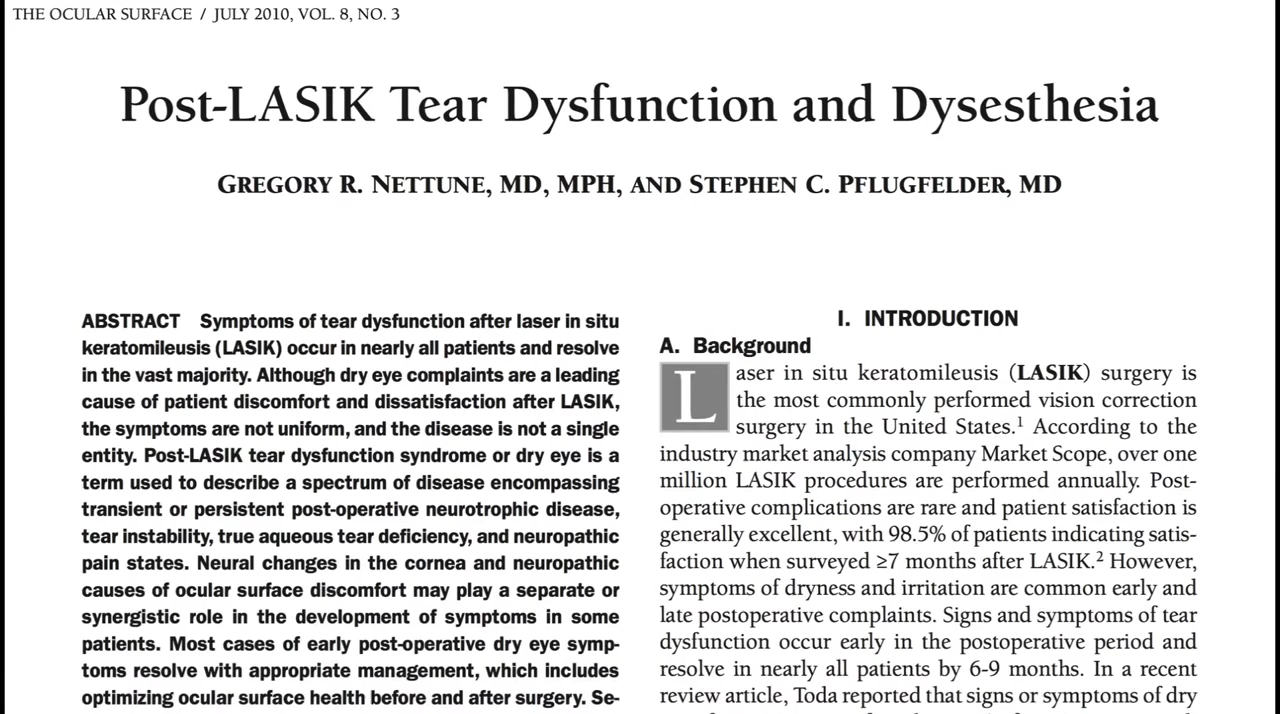 THE OCULAR SURFACE / JULY 2010, VOL. 8, NO. 3
Post-LASIK Tear Dysfunction and Dysesthesia
GREGORY R. NETTUNE, MD, MPH, AND STEPHEN C. PFLUGFELDER, MD
ABSTRACT Symptoms of tear dysfunction after laser in situ
keratomileusis (LASIK) occur in nearly all patients and resolve
in the vast majority. Although dry eye complaints are a leading
cause of patient discomfort and dissatisfaction after LASIK,
the symptoms are not uniform, and the disease is not a single
entity. Post-LASIK tear dysfunction syndrome or dry eye is a
term used to describe a spectrum of disease encompassing
transient or persistent post-operative neurotrophic disease,
tear instability, true aqueous tear deficiency, and neuropathic
pain states. Neural changes in the cornea and neuropathic
causes of ocular surface discomfort may play a separate or
synergistic role in the development of symptoms in some
patients. Most cases of early post-operative dry eye symp-
toms resolve with appropriate management, which includes
optimizing ocular surface health before and after surgery. Se-
I. INTRODUCTION
A. Background
Laser in situ keratomileusis (LASIK) surgery is
the most commonly performed vision correction
surgery in the United States.¹ According to the
industry market analysis company Market Scope, over one
million LASIK procedures are performed annually. Post-
operative complications are rare and patient satisfaction is
generally excellent, with 98.5% of patients indicating satis-
faction when surveyed ≥7 months after LASIK.² However,
symptoms of dryness and irritation are common early and
late postoperative complaints. Signs and symptoms of tear
dysfunction occur early in the postoperative period and
resolve in nearly all patients by 6-9 months. In a recent
review article, Toda reported that signs or symptoms of dry